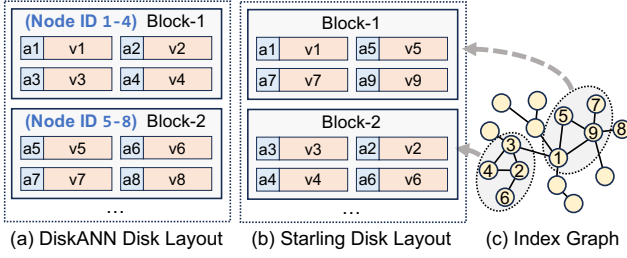 (Node ID 1-4) Block-1
a1 v1 a2 v2
a3 v3 a4 v4
(Node ID 5-8) Block-2
a5 v5 a6 v6
a7 v7 a8 v8
...
(a) DiskANN Disk Layout
Block-1
a1 v1 a5 v5
a7 v7 a9 v9
Block-2
a3 v3 a2 v2
a4 v4 a6 v6
...
(b) Starling Disk Layout
7
5
9 8
3
1
4 2
6
(c) Index Graph